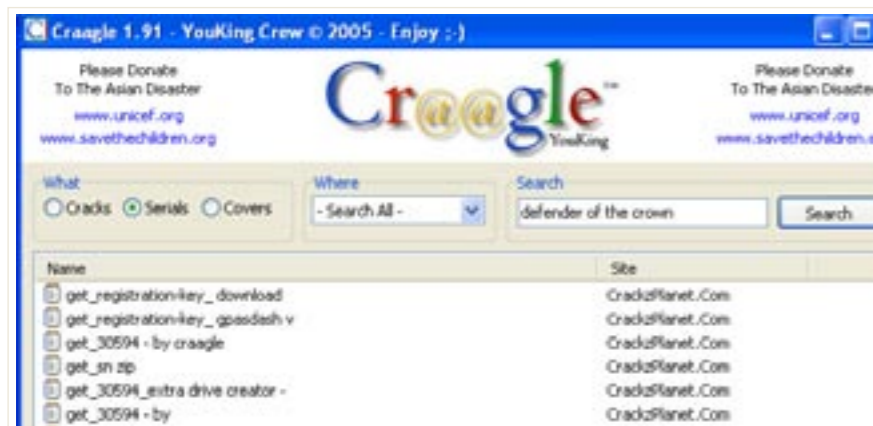 Craagle 1.91 - YouKing Crew © 2005 - Enjoy ;-)
Please Donate
To The Asian Disaster
www.unicef.org
www.savethechildren.org
Cr@@gle™
YouKing
Please Donate
To The Asian Disaste
www.unicef.org
www.savethechildren.
What
Cracks Serials Covers
Where
- Search All -
Search
defender of the crown
Search
Name Site
get_registration-key_ download CrackzPlanet.Com
get_registration-key_ gpasdash v CrackzPlanet.Com
get_30594 - by craagle CrackzPlanet.Com
get_sn zip CrackzPlanet.Com
get_30594_extra drive creator - CrackzPlanet.Com
get_30594 - by CrackzPlanet.Com